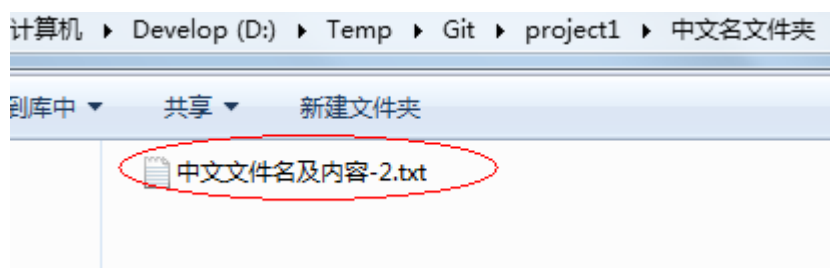 计算机 ▸ Develop (D:) ▸ Temp ▸ Git ▸ project1 ▸ 中文名文件夹
到库中 ▾ 共享 ▾ 新建文件夹
中文文件名及内容-2.txt